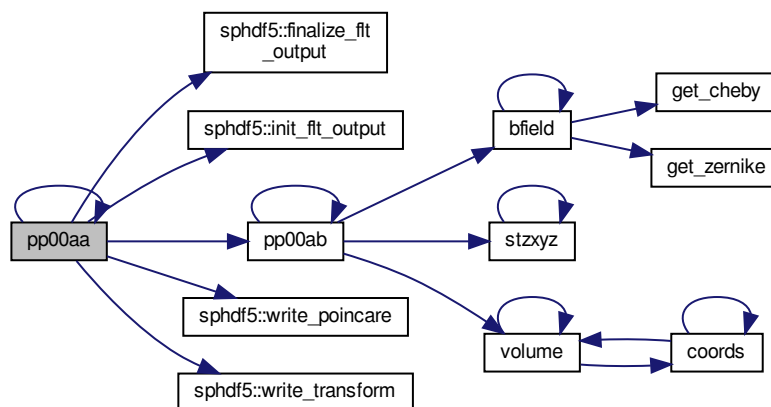 sphdf5::finalize_flt
_output
sphdf5::init_flt_output
pp00aa
pp00ab
sphdf5::write_poincare
sphdf5::write_transform
bfield
stzxyz
volume
get_cheby
get_zernike
coords